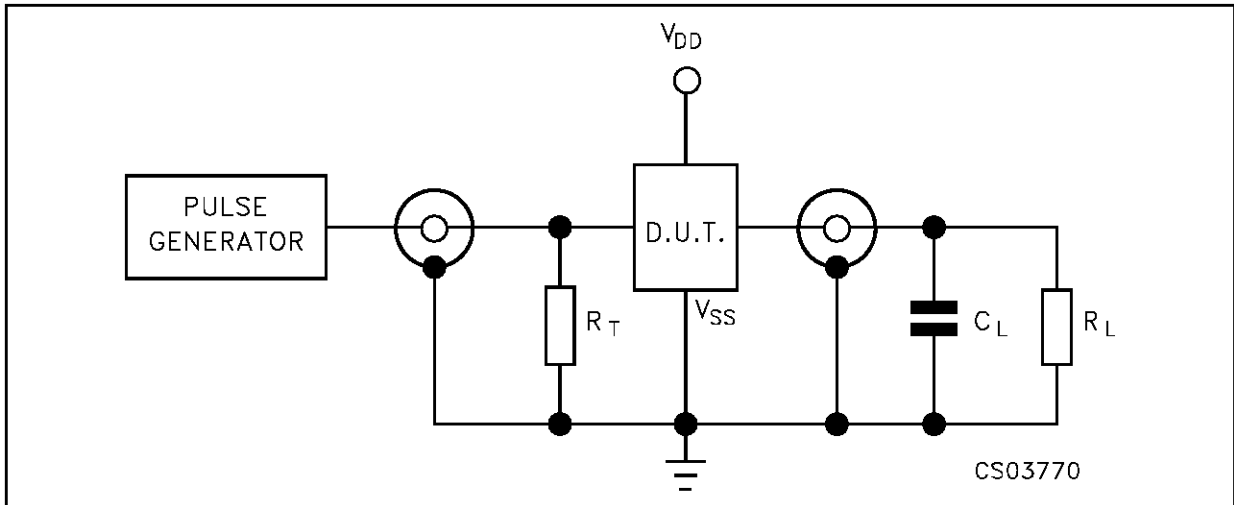 VDD
PULSE
GENERATOR
D.U.T.
VSS
RT
CL
RL
CS03770